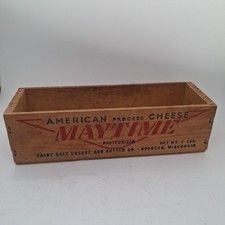 AMERICAN PROCESS CHEESE
MAYTIME
PASTEURIZED NET WT. 2 LBS.
DAIRY BELT CHEESE AND BUTTER CO. SPENCER, WISCONSIN